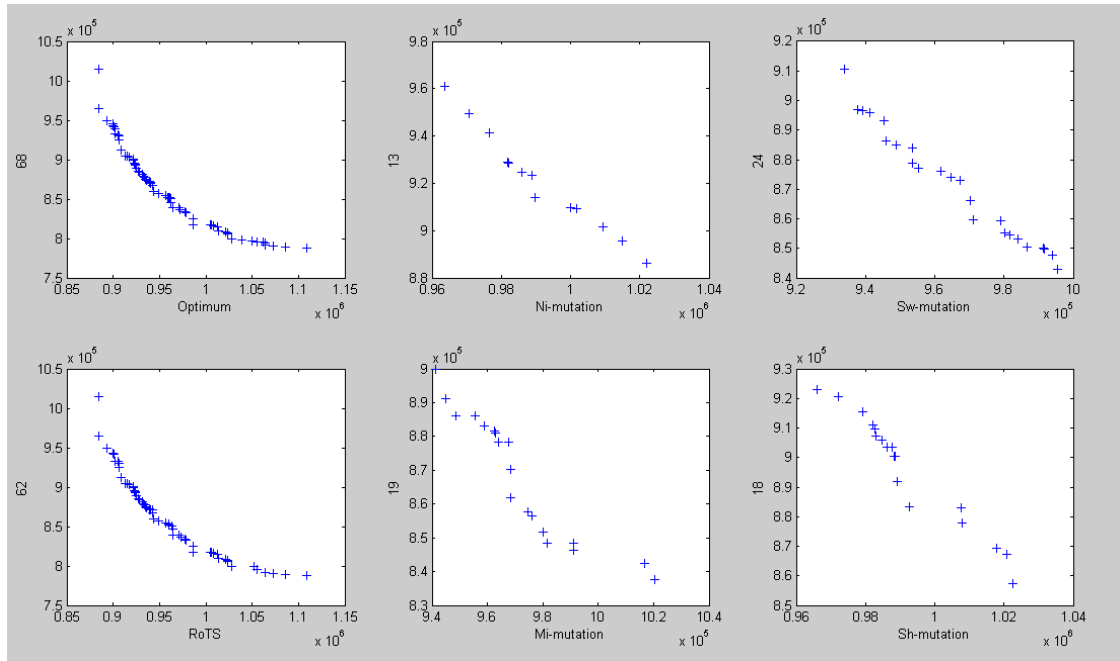 x 10^5
10.5
10
9.5
9
8.5
8
7.5
68
0.85 0.9 0.95 1 1.05 1.1 1.15
Optimum
x 10^6
x 10^5
9.8
9.6
9.4
9.2
9
8.8
13
0.96 0.98 1 1.02 1.04
Ni-mutation
x 10^6
x 10^5
9.2
9.1
9
8.9
8.8
8.7
8.6
8.5
8.4
24
9.2 9.4 9.6 9.8 10
Sw-mutation
x 10^5
x 10^5
10.5
10
9.5
9
8.5
8
7.5
62
0.85 0.9 0.95 1 1.05 1.1 1.15
RoTS
x 10^6
x 10^5
9
8.9
8.8
8.7
8.6
8.5
8.4
8.3
19
9.4 9.6 9.8 10 10.2 10.4
Mi-mutation
x 10^5
x 10^5
9.3
9.2
9.1
9
8.9
8.8
8.7
8.6
8.5
18
0.96 0.98 1 1.02 1.04
Sh-mutation
x 10^6